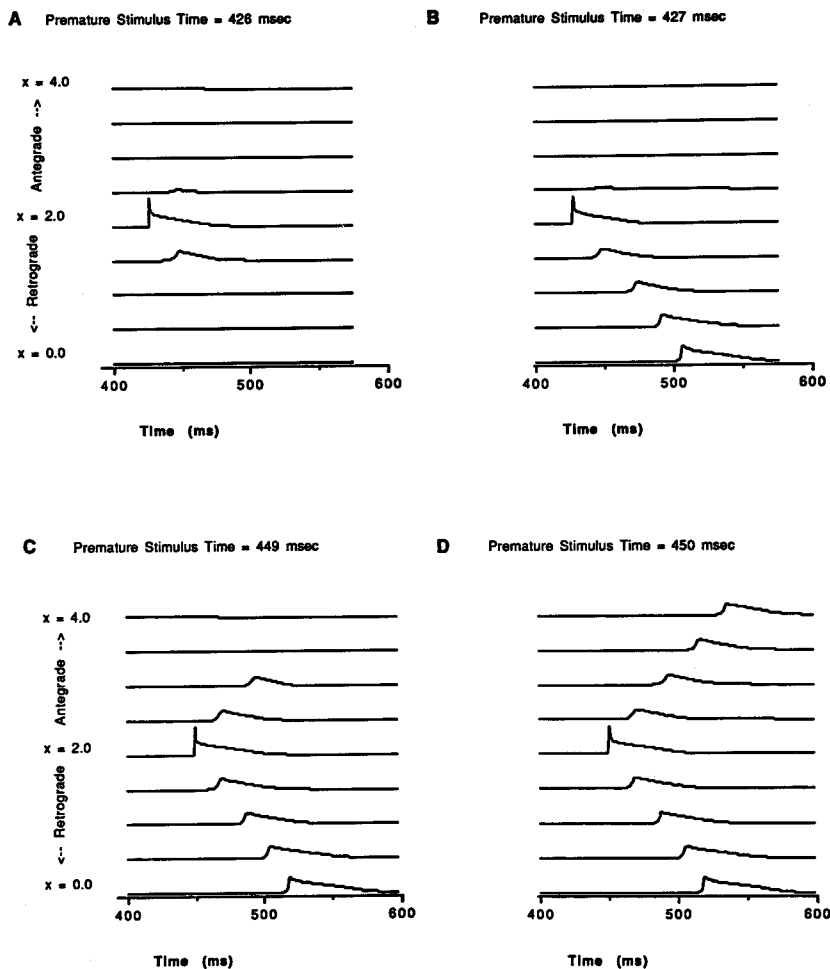 A Premature Stimulus Time = 426 msec
x = 4.0
Antegrade -->
x = 2.0
<-- Retrograde
x = 0.0
400 500 600
Time (ms)
B Premature Stimulus Time = 427 msec
400 500 600
Time (ms)
C Premature Stimulus Time = 449 msec
x = 4.0
Antegrade -->
x = 2.0
<-- Retrograde
x = 0.0
400 500 600
Time (ms)
D Premature Stimulus Time = 450 msec
400 500 600
Time (ms)